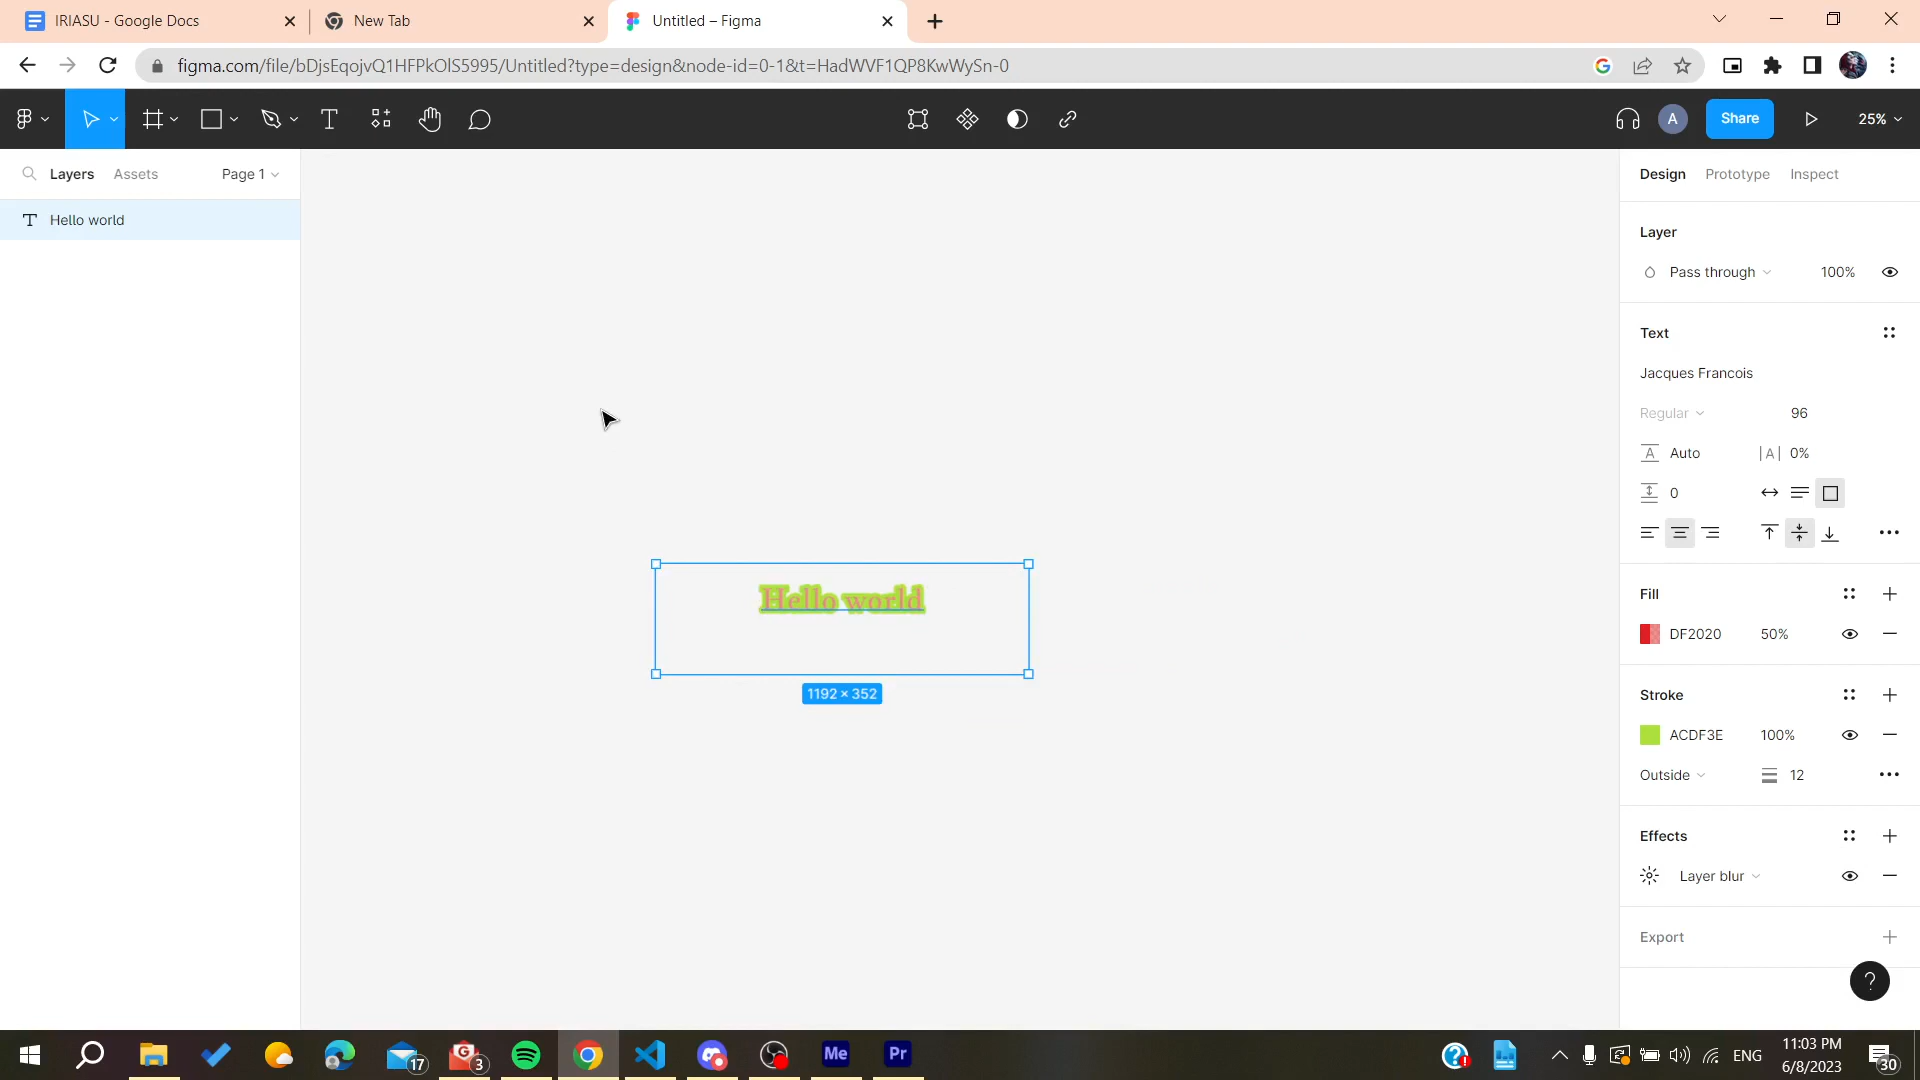 IRIASU - Google Docs
New Tab
Untitled – Figma
figma.com/file/bDjsEqojvQ1HFPkOlS5995/Untitled?type=design&node-id=0-1&t=HadWVF1QP8KwWySn-0
A
Share
25%
Layers
Assets
Page 1
Design
Prototype
Inspect
Hello world
Layer
Pass through
100%
Text
Jacques Francois
Regular
96
Auto
0%
0
Fill
DF2020
50%
Hello world
1192 × 352
Stroke
ACDF3E
100%
Outside
12
Effects
Layer blur
Export
?
17
3
Me
Pr
ENG
11:03 PM
6/8/2023
30